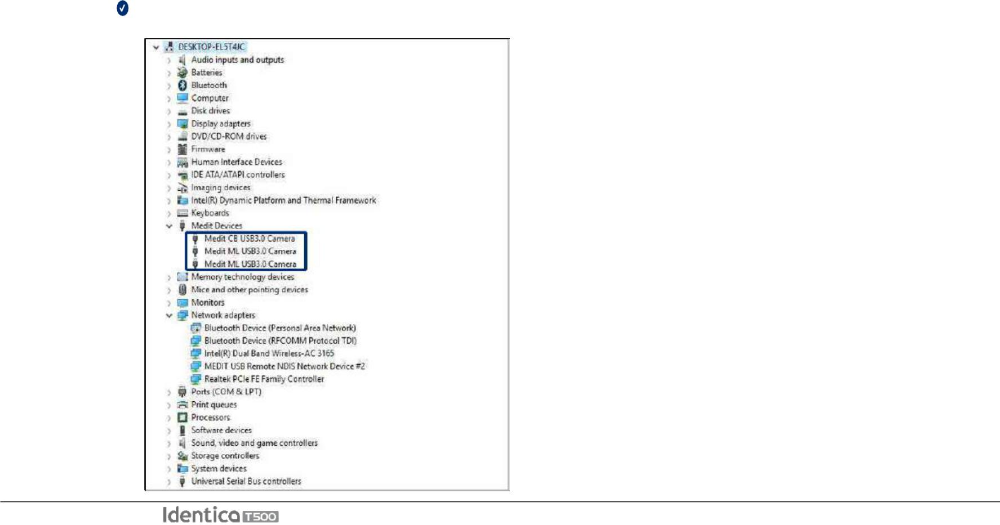 DESKTOP-EL5T4JC
Audio inputs and outputs
Batteries
Bluetooth
Computer
Disk drives
Display adapters
DVD/CD-ROM drives
Firmware
Human Interface Devices
IDE ATA/ATAPI controllers
Imaging devices
Intel(R) Dynamic Platform and Thermal Framework
Keyboards
Medit Devices
Medit CB USB3.0 Camera
Medit ML USB3.0 Camera
Medit ML USB3.0 Camera
Memory technology devices
Mice and other pointing devices
Monitors
Network adapters
Bluetooth Device (Personal Area Network)
Bluetooth Device (RFCOMM Protocol TDI)
Intel(R) Dual Band Wireless-AC 3165
MEDIT USB Remote NDIS Network Device #2
Realtek PCIe FE Family Controller
Ports (COM & LPT)
Print queues
Processors
Software devices
Sound, video and game controllers
Storage controllers
System devices
Universal Serial Bus controllers
Identica T500